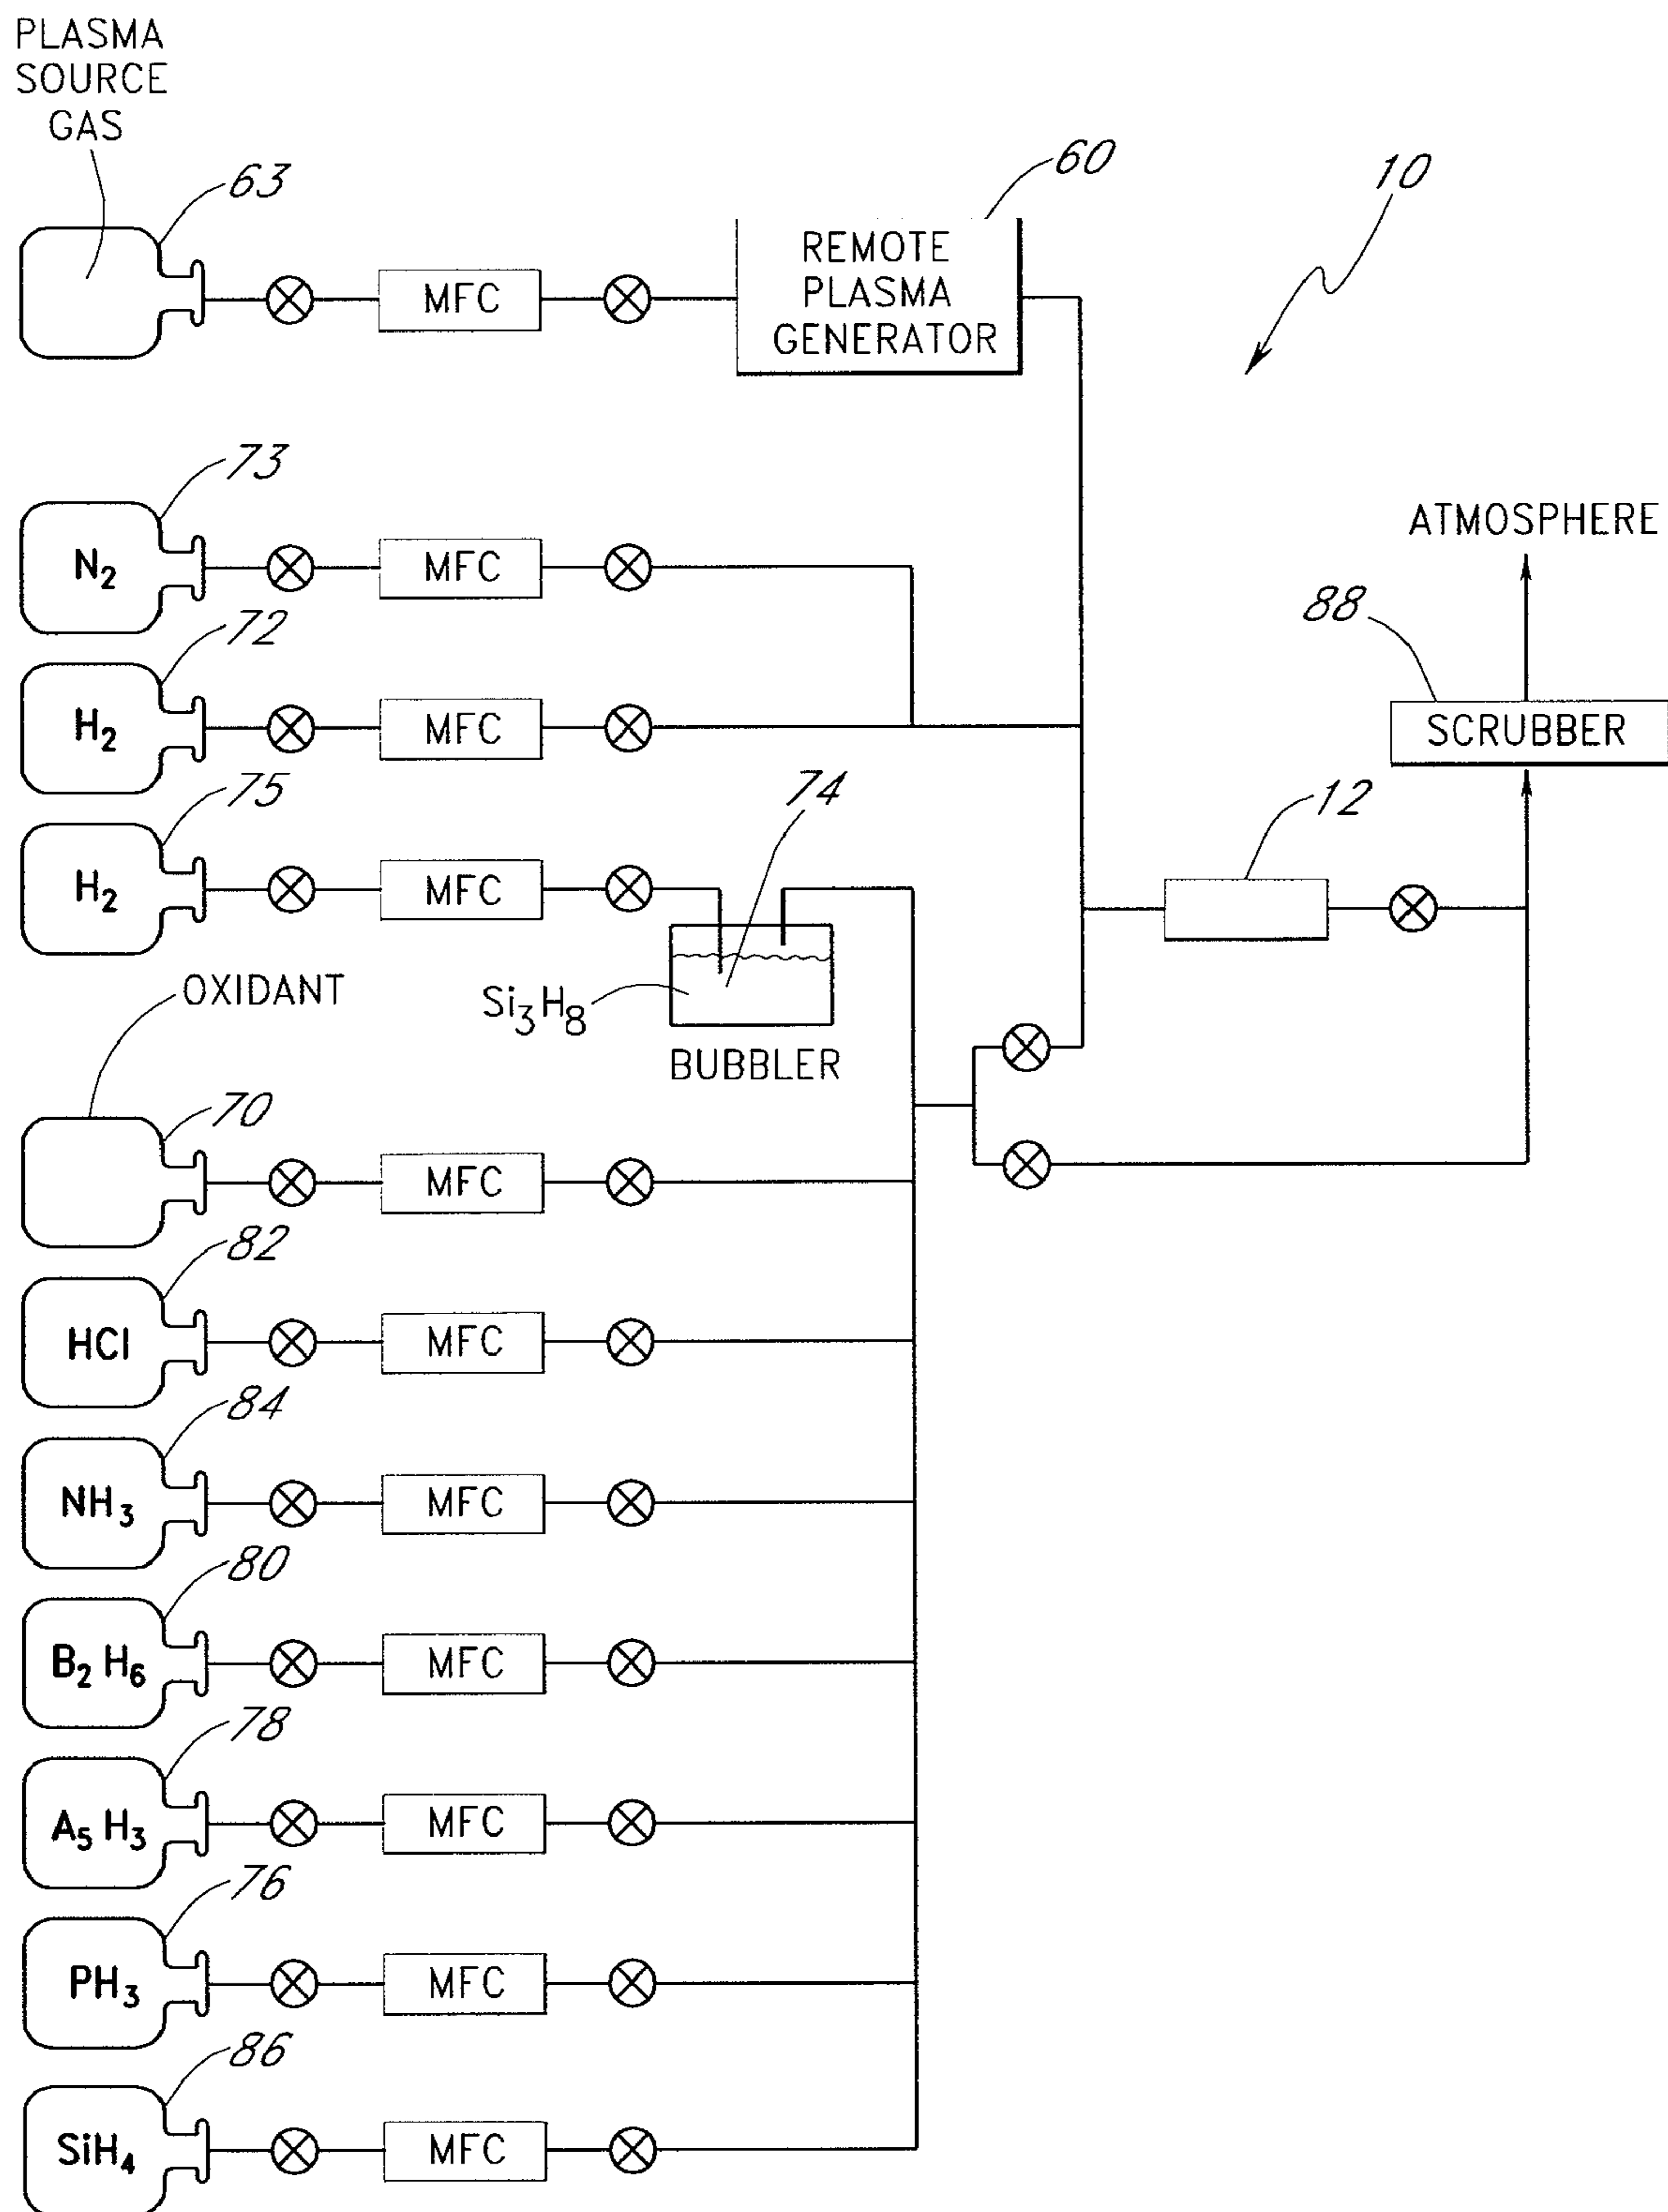 PLASMA
SOURCE
GAS
63
60
10
MFC
REMOTE
PLASMA
GENERATOR
73
N₂
MFC
ATMOSPHERE
88
72
H₂
MFC
SCRUBBER
75
74
12
H₂
MFC
OXIDANT
Si₃H₈
BUBBLER
70
MFC
82
HCl
MFC
84
NH₃
MFC
80
B₂ H₆
MFC
78
A₅ H₃
MFC
76
PH₃
MFC
86
SiH₄
MFC